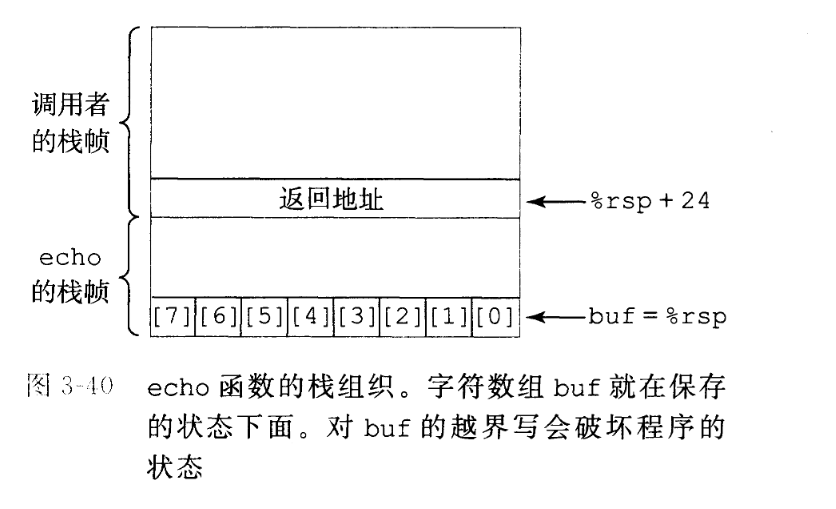 调用者
的栈帧
返回地址
%rsp + 24
echo
的栈帧
[7][6][5][4][3][2][1][0]
buf = %rsp
图 3-40 echo 函数的栈组织。字符数组 buf 就在保存
的状态下面。对 buf 的越界写会破坏程序的
状态